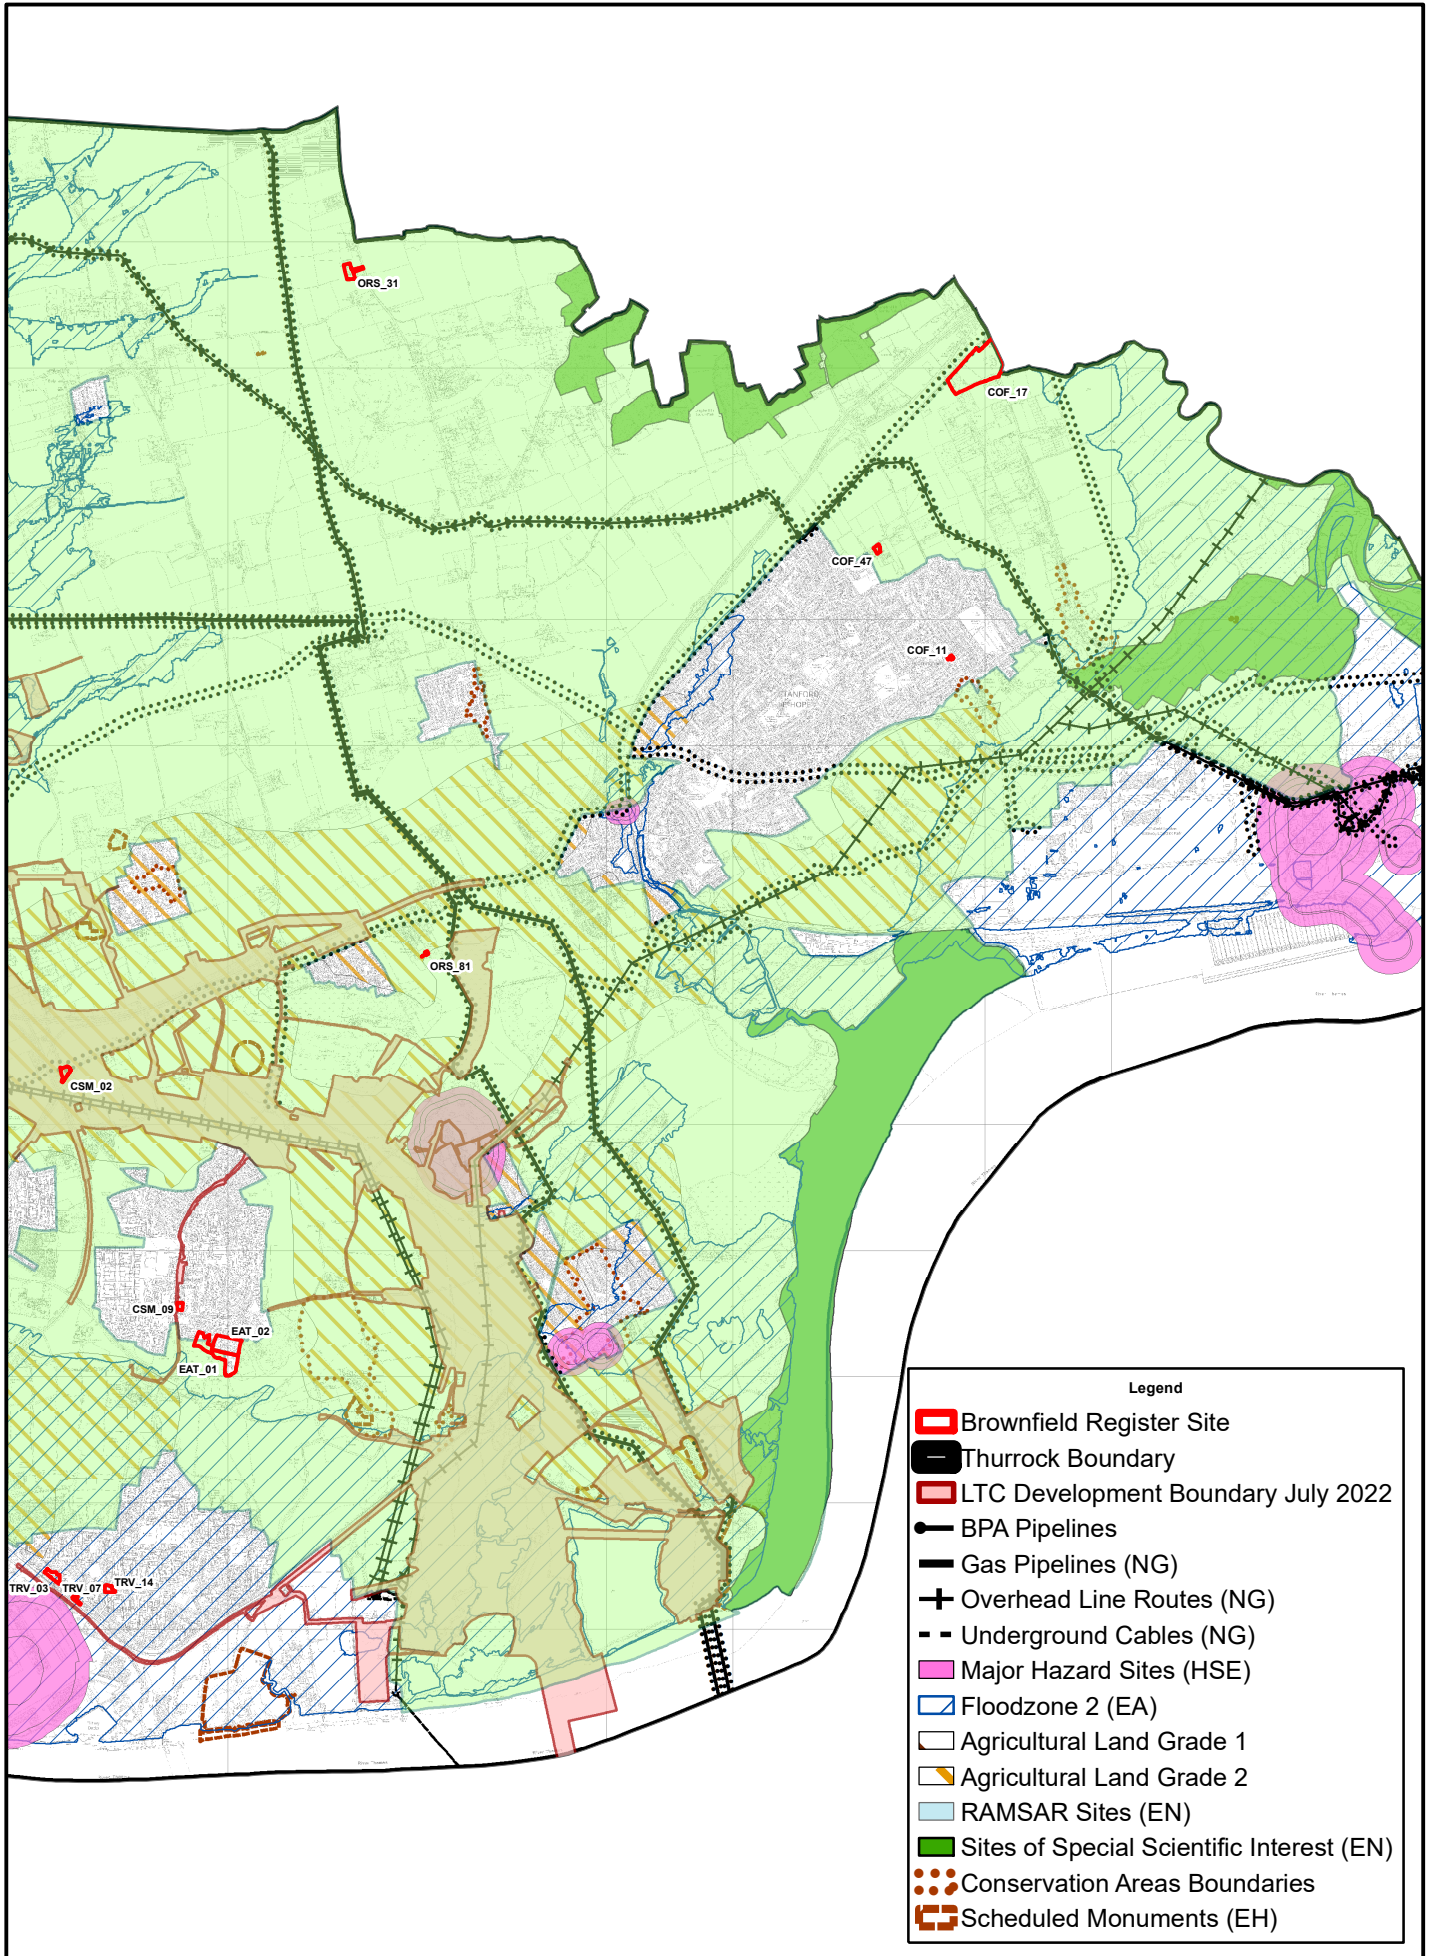 ORS_31
COF_17
COF_47
COF_11
STANFORD
ORS_81
CSM_02
CSM_09
EAT_02
EAT_01
TRV_03
TRV_07
TRV_14
Legend
Brownfield Register Site
Thurrock Boundary
LTC Development Boundary July 2022
BPA Pipelines
Gas Pipelines (NG)
Overhead Line Routes (NG)
Underground Cables (NG)
Major Hazard Sites (HSE)
Floodzone 2 (EA)
Agricultural Land Grade 1
Agricultural Land Grade 2
RAMSAR Sites (EN)
Sites of Special Scientific Interest (EN)
Conservation Areas Boundaries
Scheduled Monuments (EH)